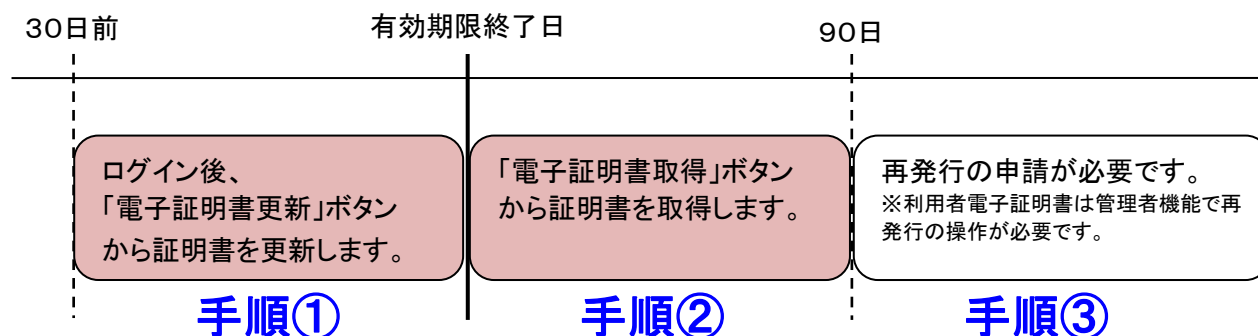 30日前
有効期限終了日
90日
ログイン後、
「電子証明書更新」ボタン
から証明書を更新します。
「電子証明書取得」ボタン
から証明書を取得します。
再発行の申請が必要です。
※利用者電子証明書は管理者機能で再
発行の操作が必要です。
手順①
手順②
手順③